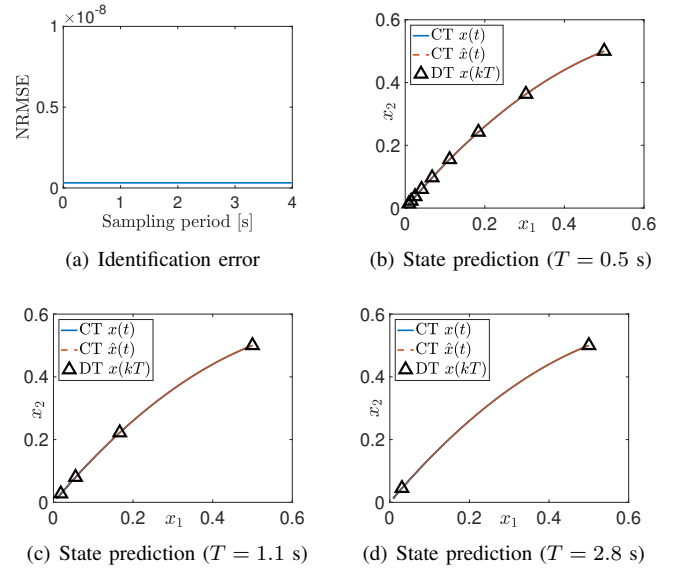 ×10⁻⁸
1
NRMSE
0.5
0
0 1 2 3 4
Sampling period [s]
(a) Identification error
0.6
CT x(t)
CT x̂(t)
DT x(kT)
0.4
x₂
0.2
0
0 0.2 x₁ 0.4 0.6
(b) State prediction (T = 0.5 s)
0.6
CT x(t)
CT x̂(t)
DT x(kT)
0.4
x₂
0.2
0
0 0.2 x₁ 0.4 0.6
(c) State prediction (T = 1.1 s)
0.6
CT x(t)
CT x̂(t)
DT x(kT)
0.4
x₂
0.2
0
0 0.2 x₁ 0.4 0.6
(d) State prediction (T = 2.8 s)